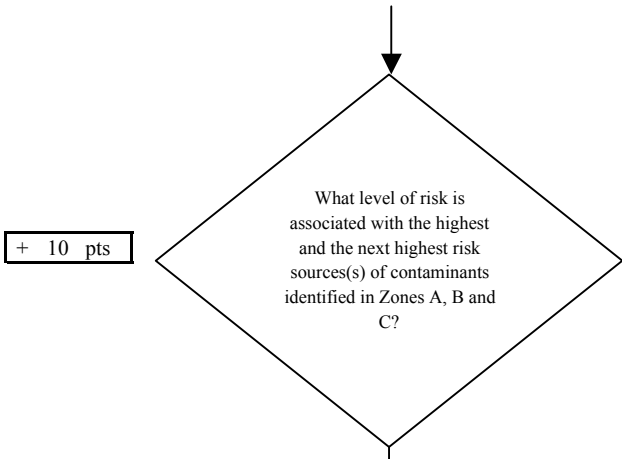 What level of risk is
associated with the highest
and the next highest risk
sources(s) of contaminants
identified in Zones A, B and
C?
+ 10 pts